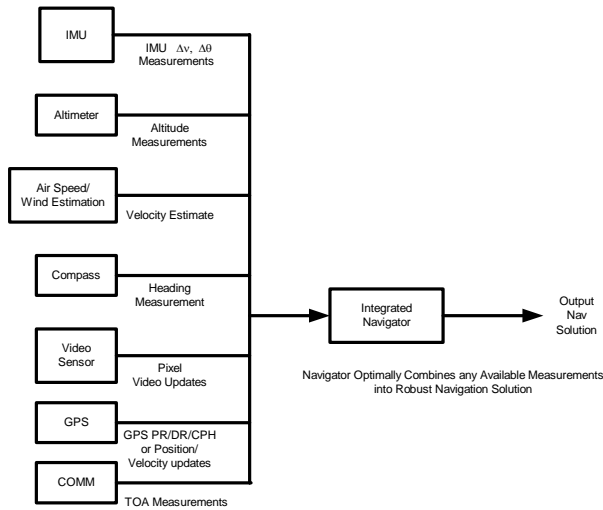 IMU
IMU Δv, Δθ
Measurements
Altimeter
Altitude
Measurements
Air Speed/
Wind Estimation
Velocity Estimate
Compass
Heading
Measurement
Video
Sensor
Pixel
Video Updates
GPS
GPS PR/DR/CPH
or Position/
Velocity updates
COMM
TOA Measurements
Integrated
Navigator
Output
Nav
Solution
Navigator Optimally Combines any Available Measurements
into Robust Navigation Solution